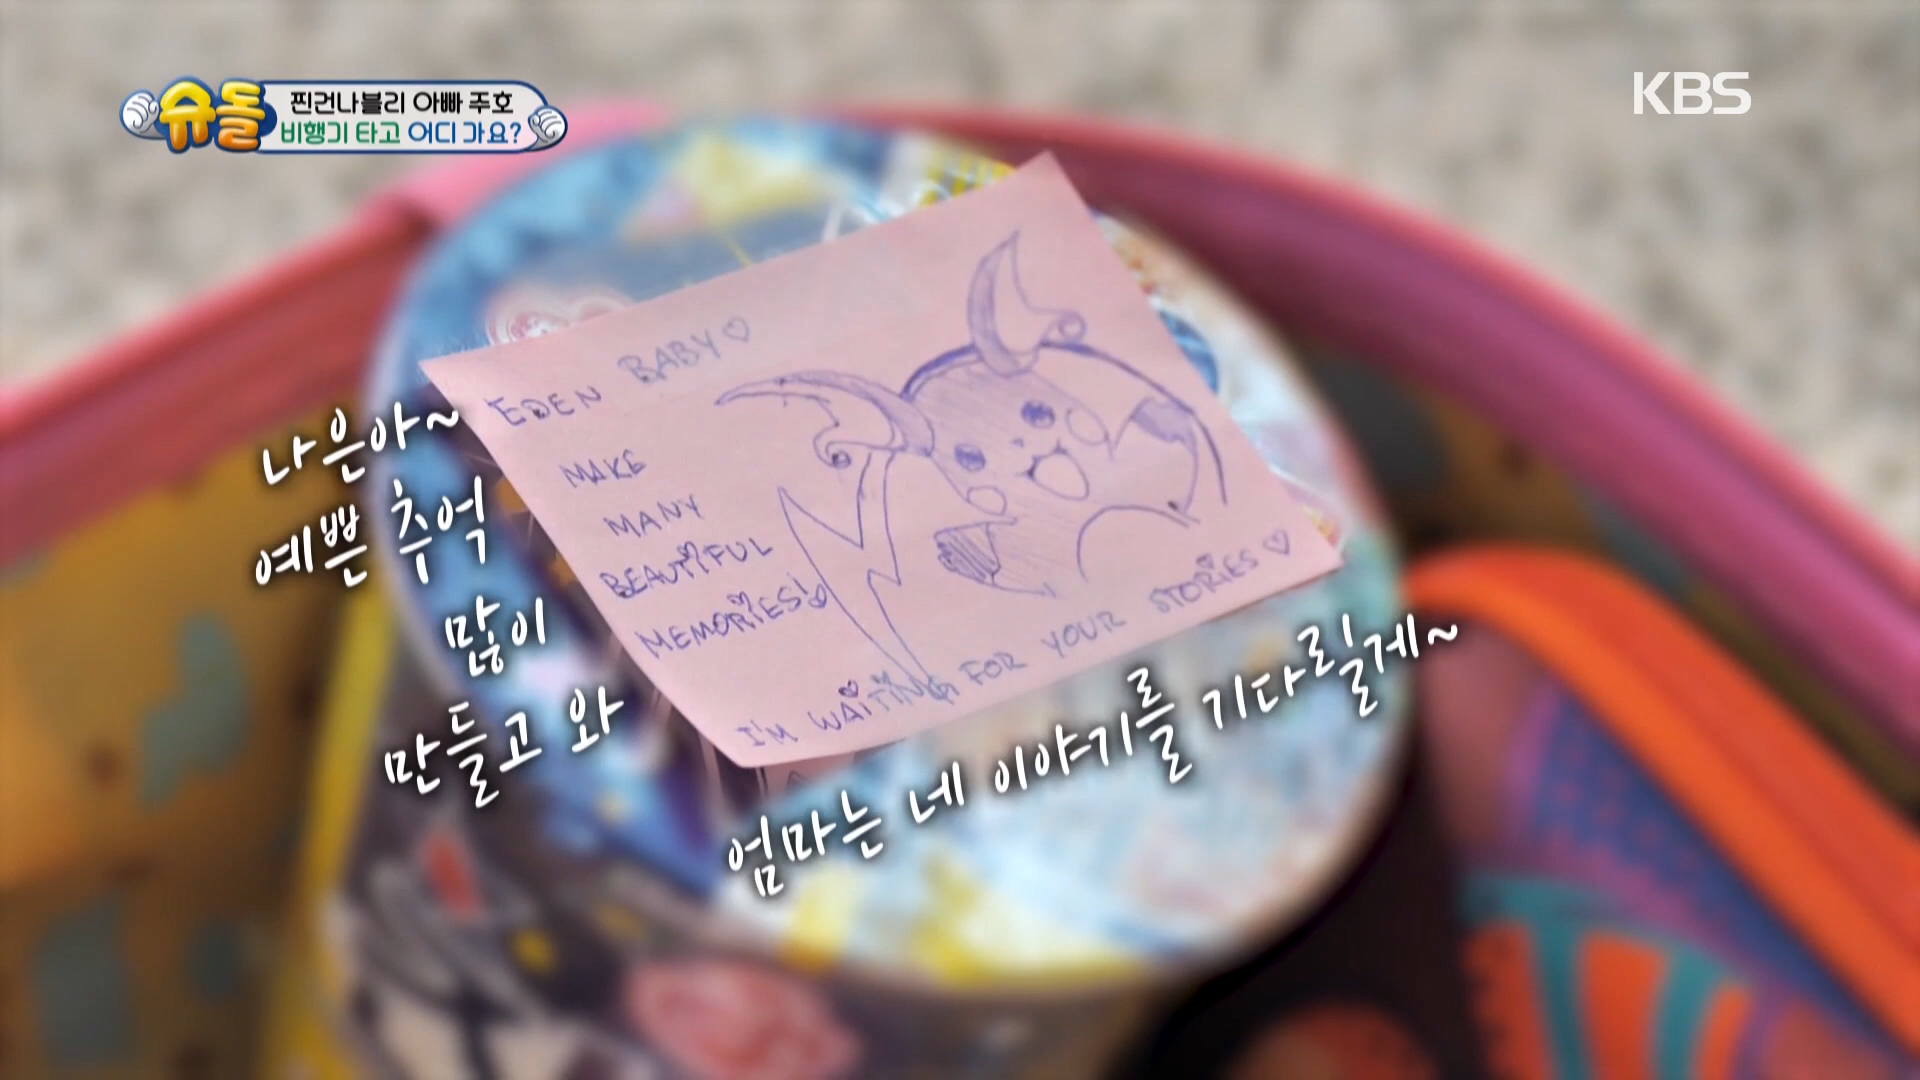 슈돌
찐건나블리 아빠 주호
비행기 타고 어디 가요?
KBS
EDEN BABY♡
MAKE
MANY
BEAUTIFUL
MEMORIES!
I'M WAITING FOR YOUR STORIES♡
나은아~
예쁜 추억
많이
만들고 와
엄마는 네 이야기를 기다릴게~